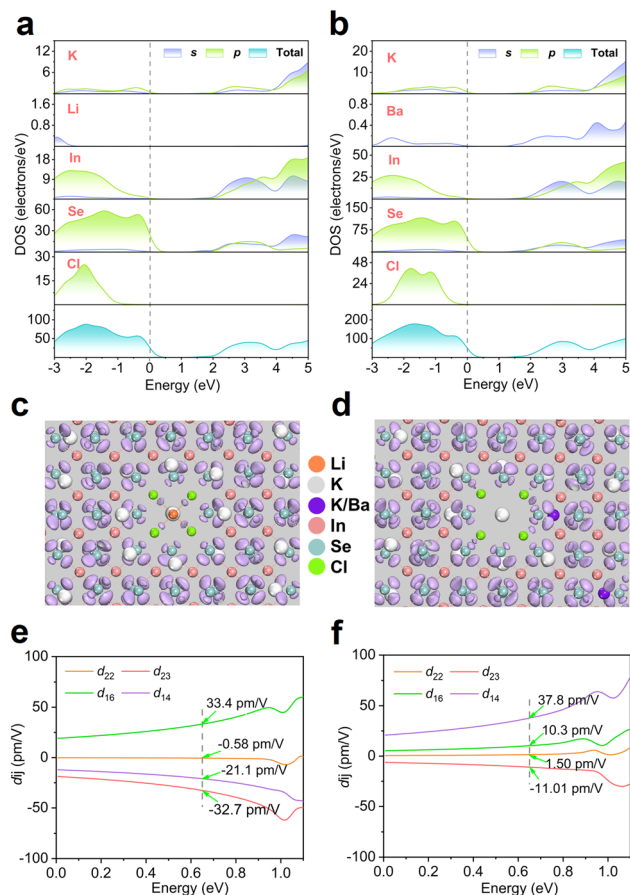 a
b
s p Total
K
12
6
Li
1.6
0.8
In
18
9
Se
60
30
Cl
30
15
100
50
DOS (electrons/eV)
-3 -2 -1 0 1 2 3 4 5
Energy (eV)
s p Total
K
20
10
Ba
0.8
0.4
In
50
25
Se
150
75
Cl
48
24
200
100
DOS (electrons/eV)
-3 -2 -1 0 1 2 3 4 5
Energy (eV)
c
d
Li
K
K/Ba
In
Se
Cl
e
f
d22 d23
d16 d14
100
50
0
-50
-100
dij (pm/V)
33.4 pm/V
-0.58 pm/V
-21.1 pm/V
-32.7 pm/V
0.0 0.2 0.4 0.6 0.8 1.0
Energy (eV)
d22 d23
d16 d14
100
50
0
-50
-100
dij (pm/V)
37.8 pm/V
10.3 pm/V
1.50 pm/V
-11.01 pm/V
0.0 0.2 0.4 0.6 0.8 1.0
Energy (eV)